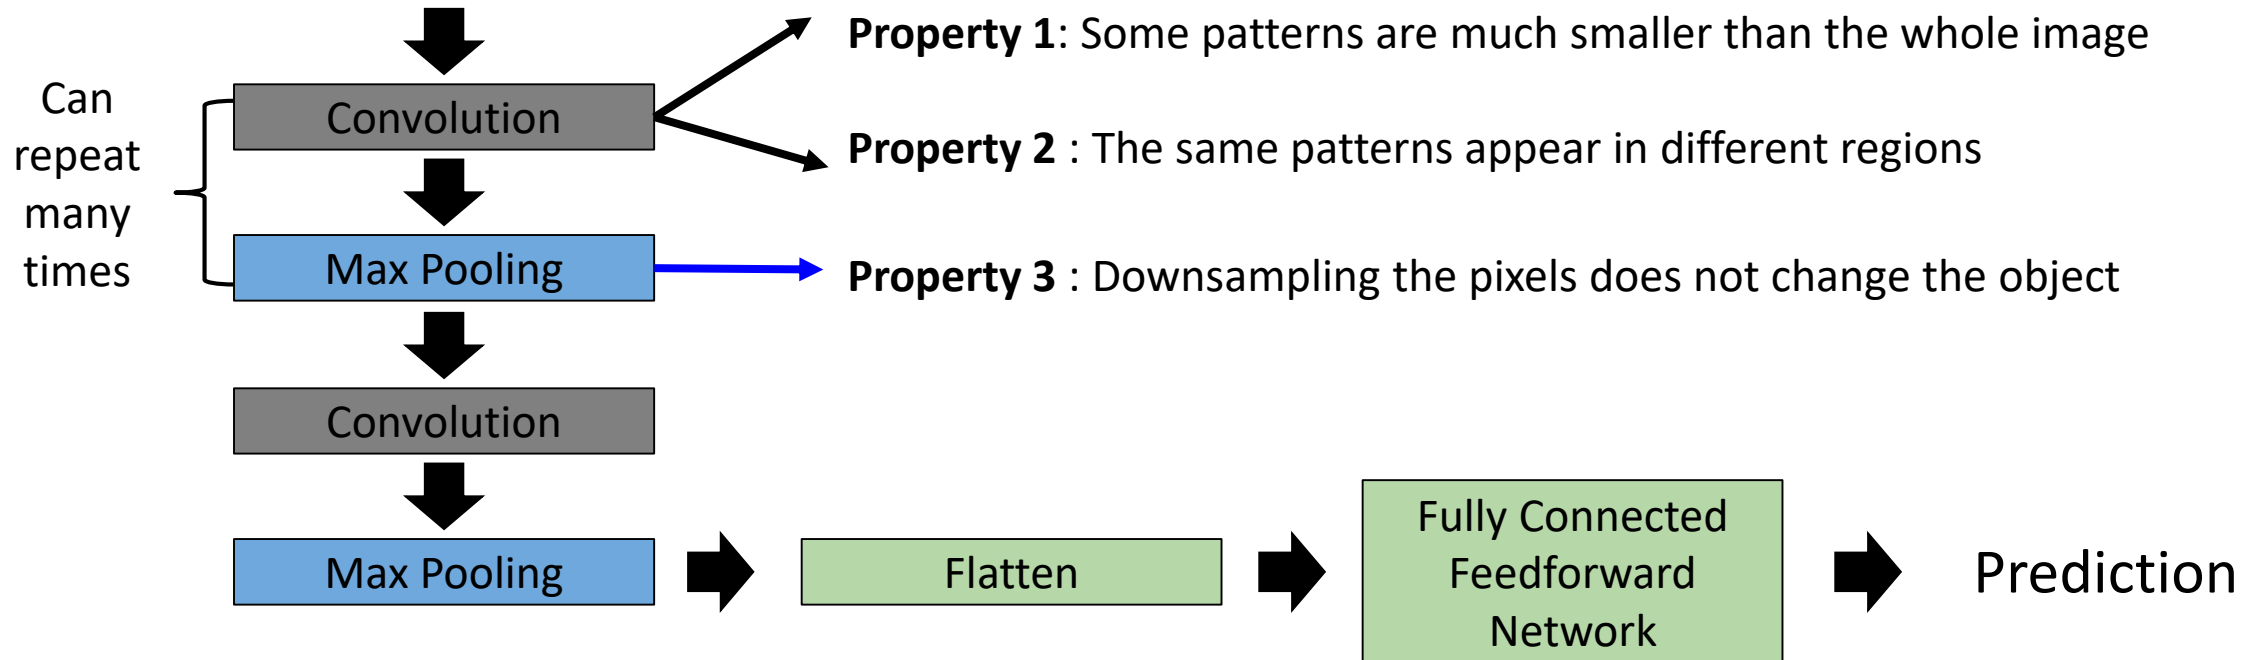 Can
repeat
many
times
Convolution
Property 1: Some patterns are much smaller than the whole image
Property 2 : The same patterns appear in different regions
Max Pooling
Property 3 : Downsampling the pixels does not change the object
Convolution
Max Pooling
Flatten
Fully Connected
Feedforward
Network
Prediction